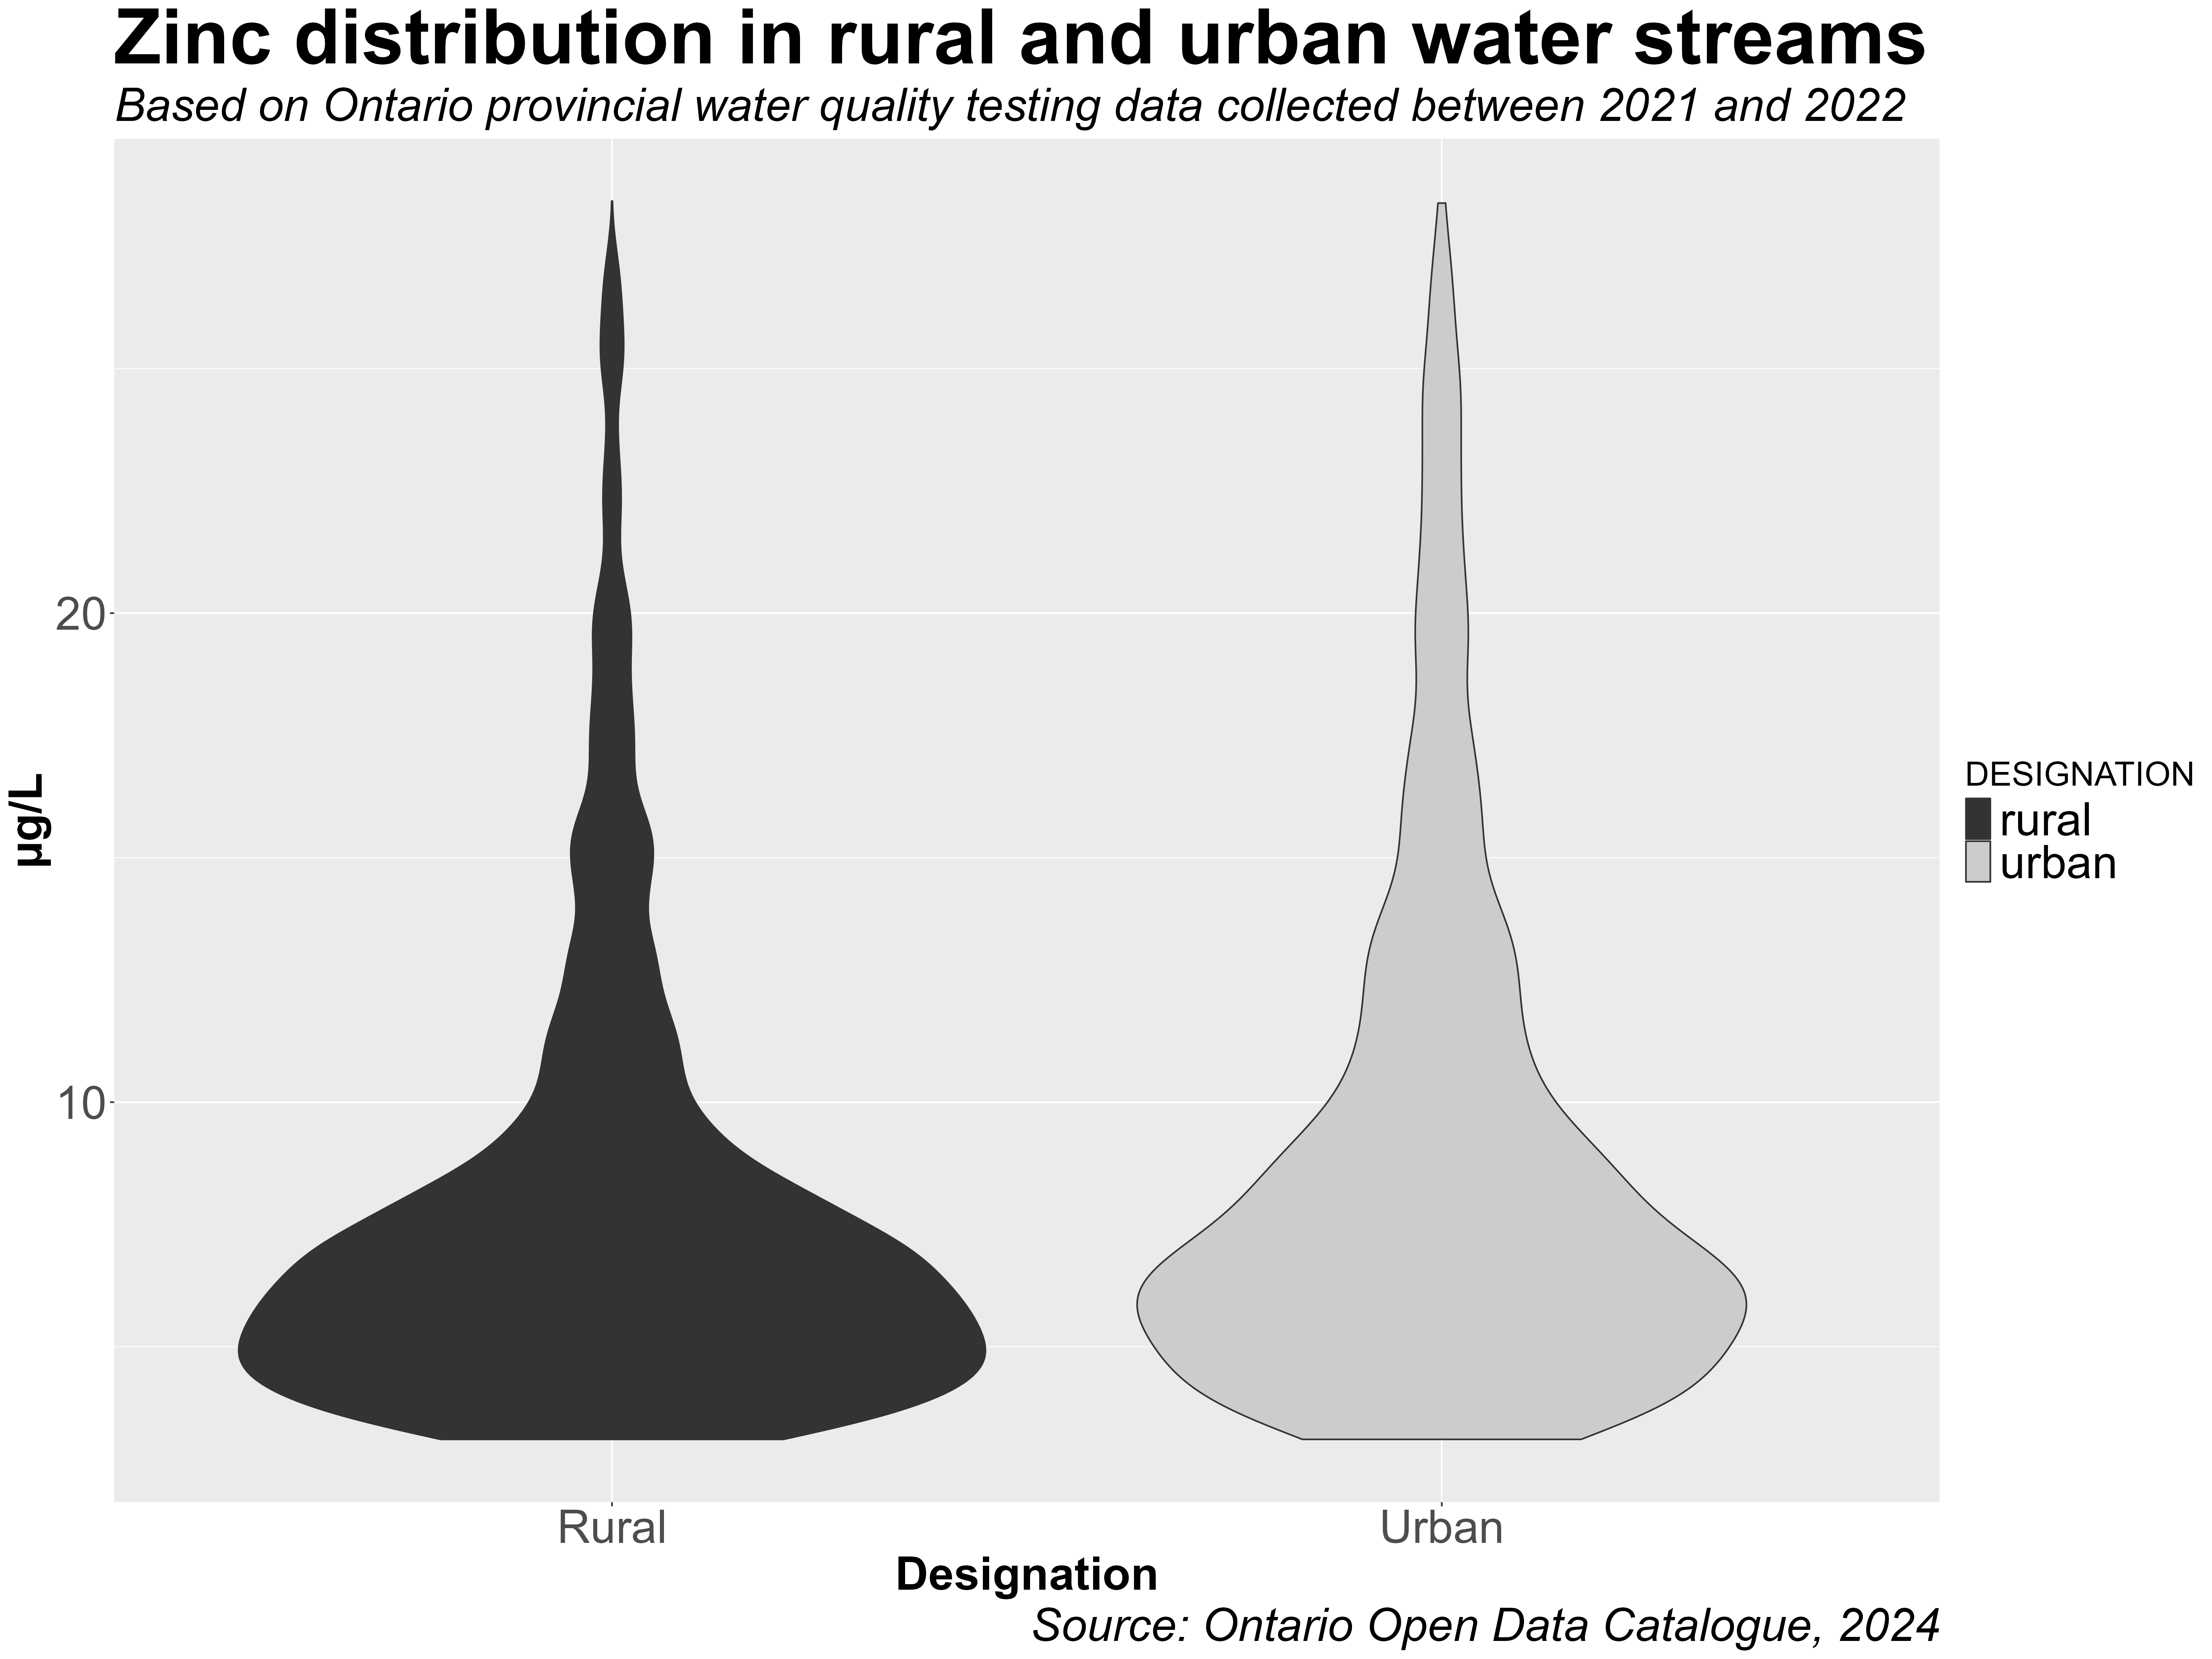 Zinc distribution in rural and urban water streams
Based on Ontario provincial water quality testing data collected between 2021 and 2022
20
10
µg/L
DESIGNATION
rural
urban
Rural
Urban
Designation
Source: Ontario Open Data Catalogue, 2024